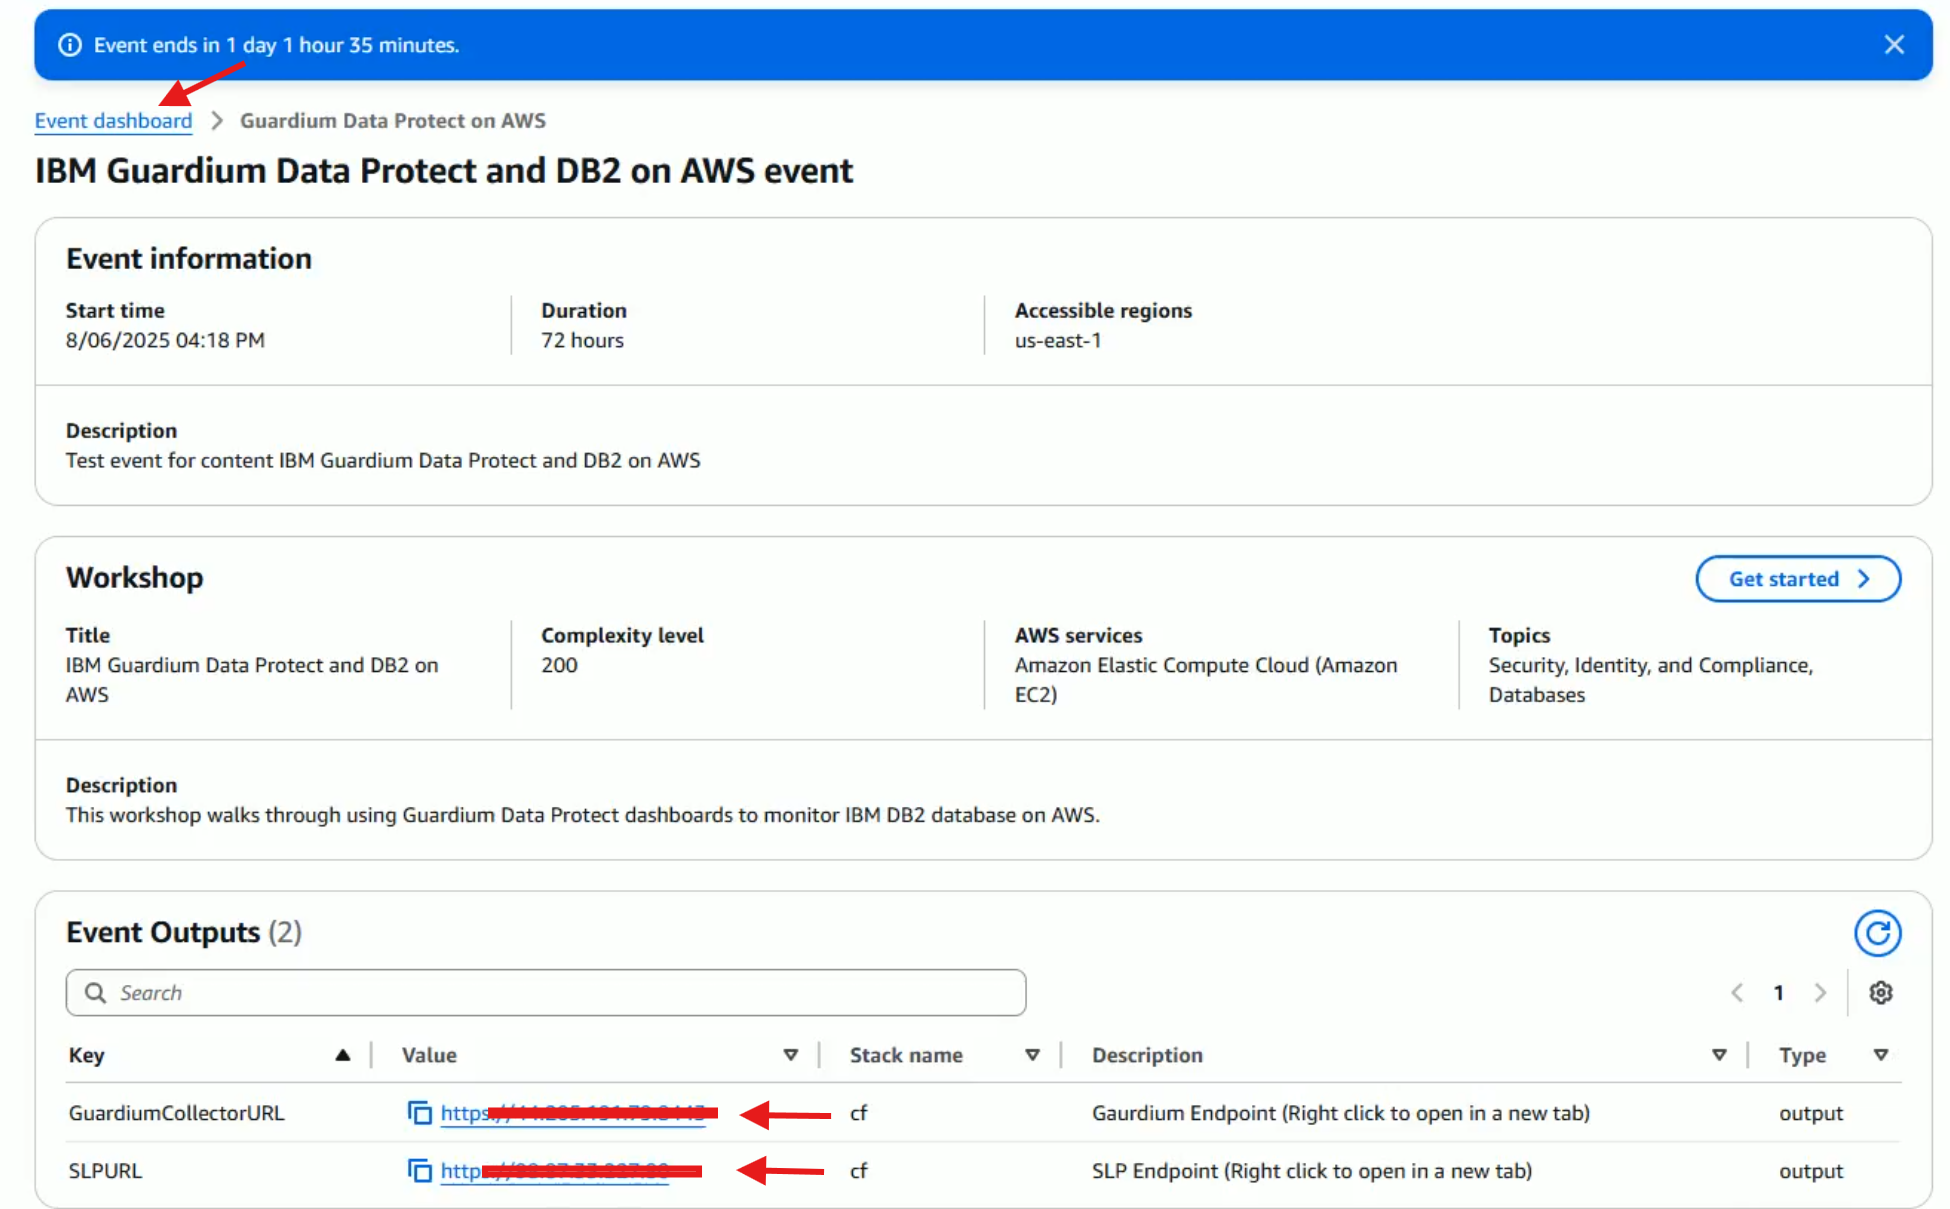 Event ends in 1 day 1 hour 35 minutes.
Event dashboard > Guardium Data Protect on AWS
IBM Guardium Data Protect and DB2 on AWS event
Event information
Start time
8/06/2025 04:18 PM
Duration
72 hours
Accessible regions
us-east-1
Description
Test event for content IBM Guardium Data Protect and DB2 on AWS
Workshop
Get started
Title
IBM Guardium Data Protect and DB2 on
AWS
Complexity level
200
AWS services
Amazon Elastic Compute Cloud (Amazon
EC2)
Topics
Security, Identity, and Compliance,
Databases
Description
This workshop walks through using Guardium Data Protect dashboards to monitor IBM DB2 database on AWS.
Event Outputs (2)
Search
1
Key Value Stack name Description Type
GuardiumCollectorURL https cf Gaurdium Endpoint (Right click to open in a new tab) output
SLPURL http cf SLP Endpoint (Right click to open in a new tab) output